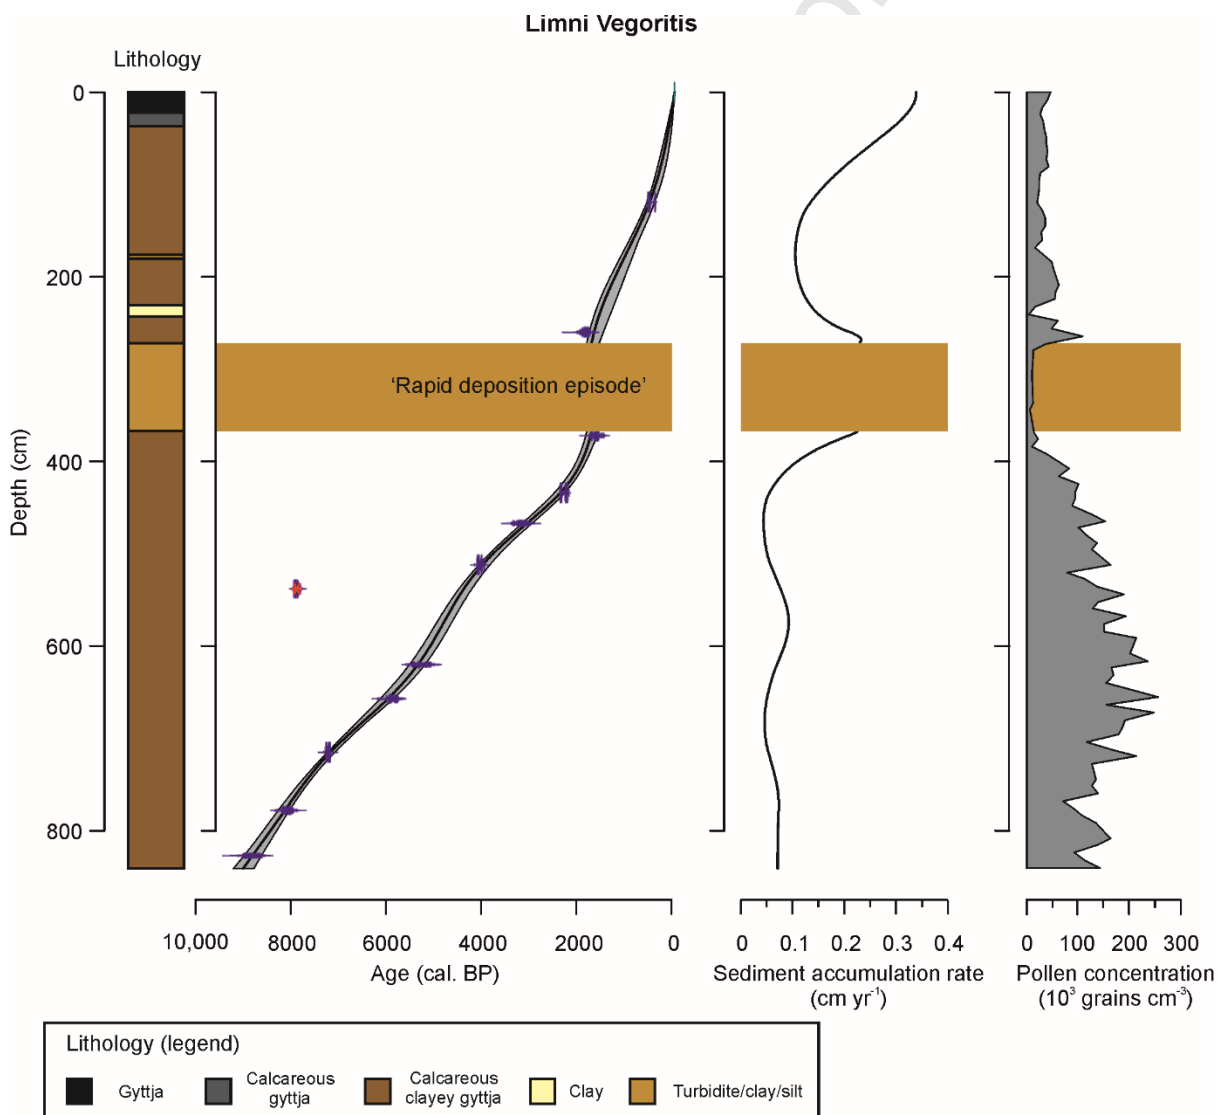 Limni Vegoritis
Lithology
0
200
400
600
800
Depth (cm)
'Rapid deposition episode'
10,000 8000 6000 4000 2000 0
Age (cal. BP)
0 0.1 0.2 0.3 0.4
Sediment accumulation rate
(cm yr⁻¹)
0 100 200 300
Pollen concentration
(10³ grains cm⁻³)
Lithology (legend)
Gyttja
Calcareous
gyttja
Calcareous
clayey gyttja
Clay
Turbidite/clay/silt